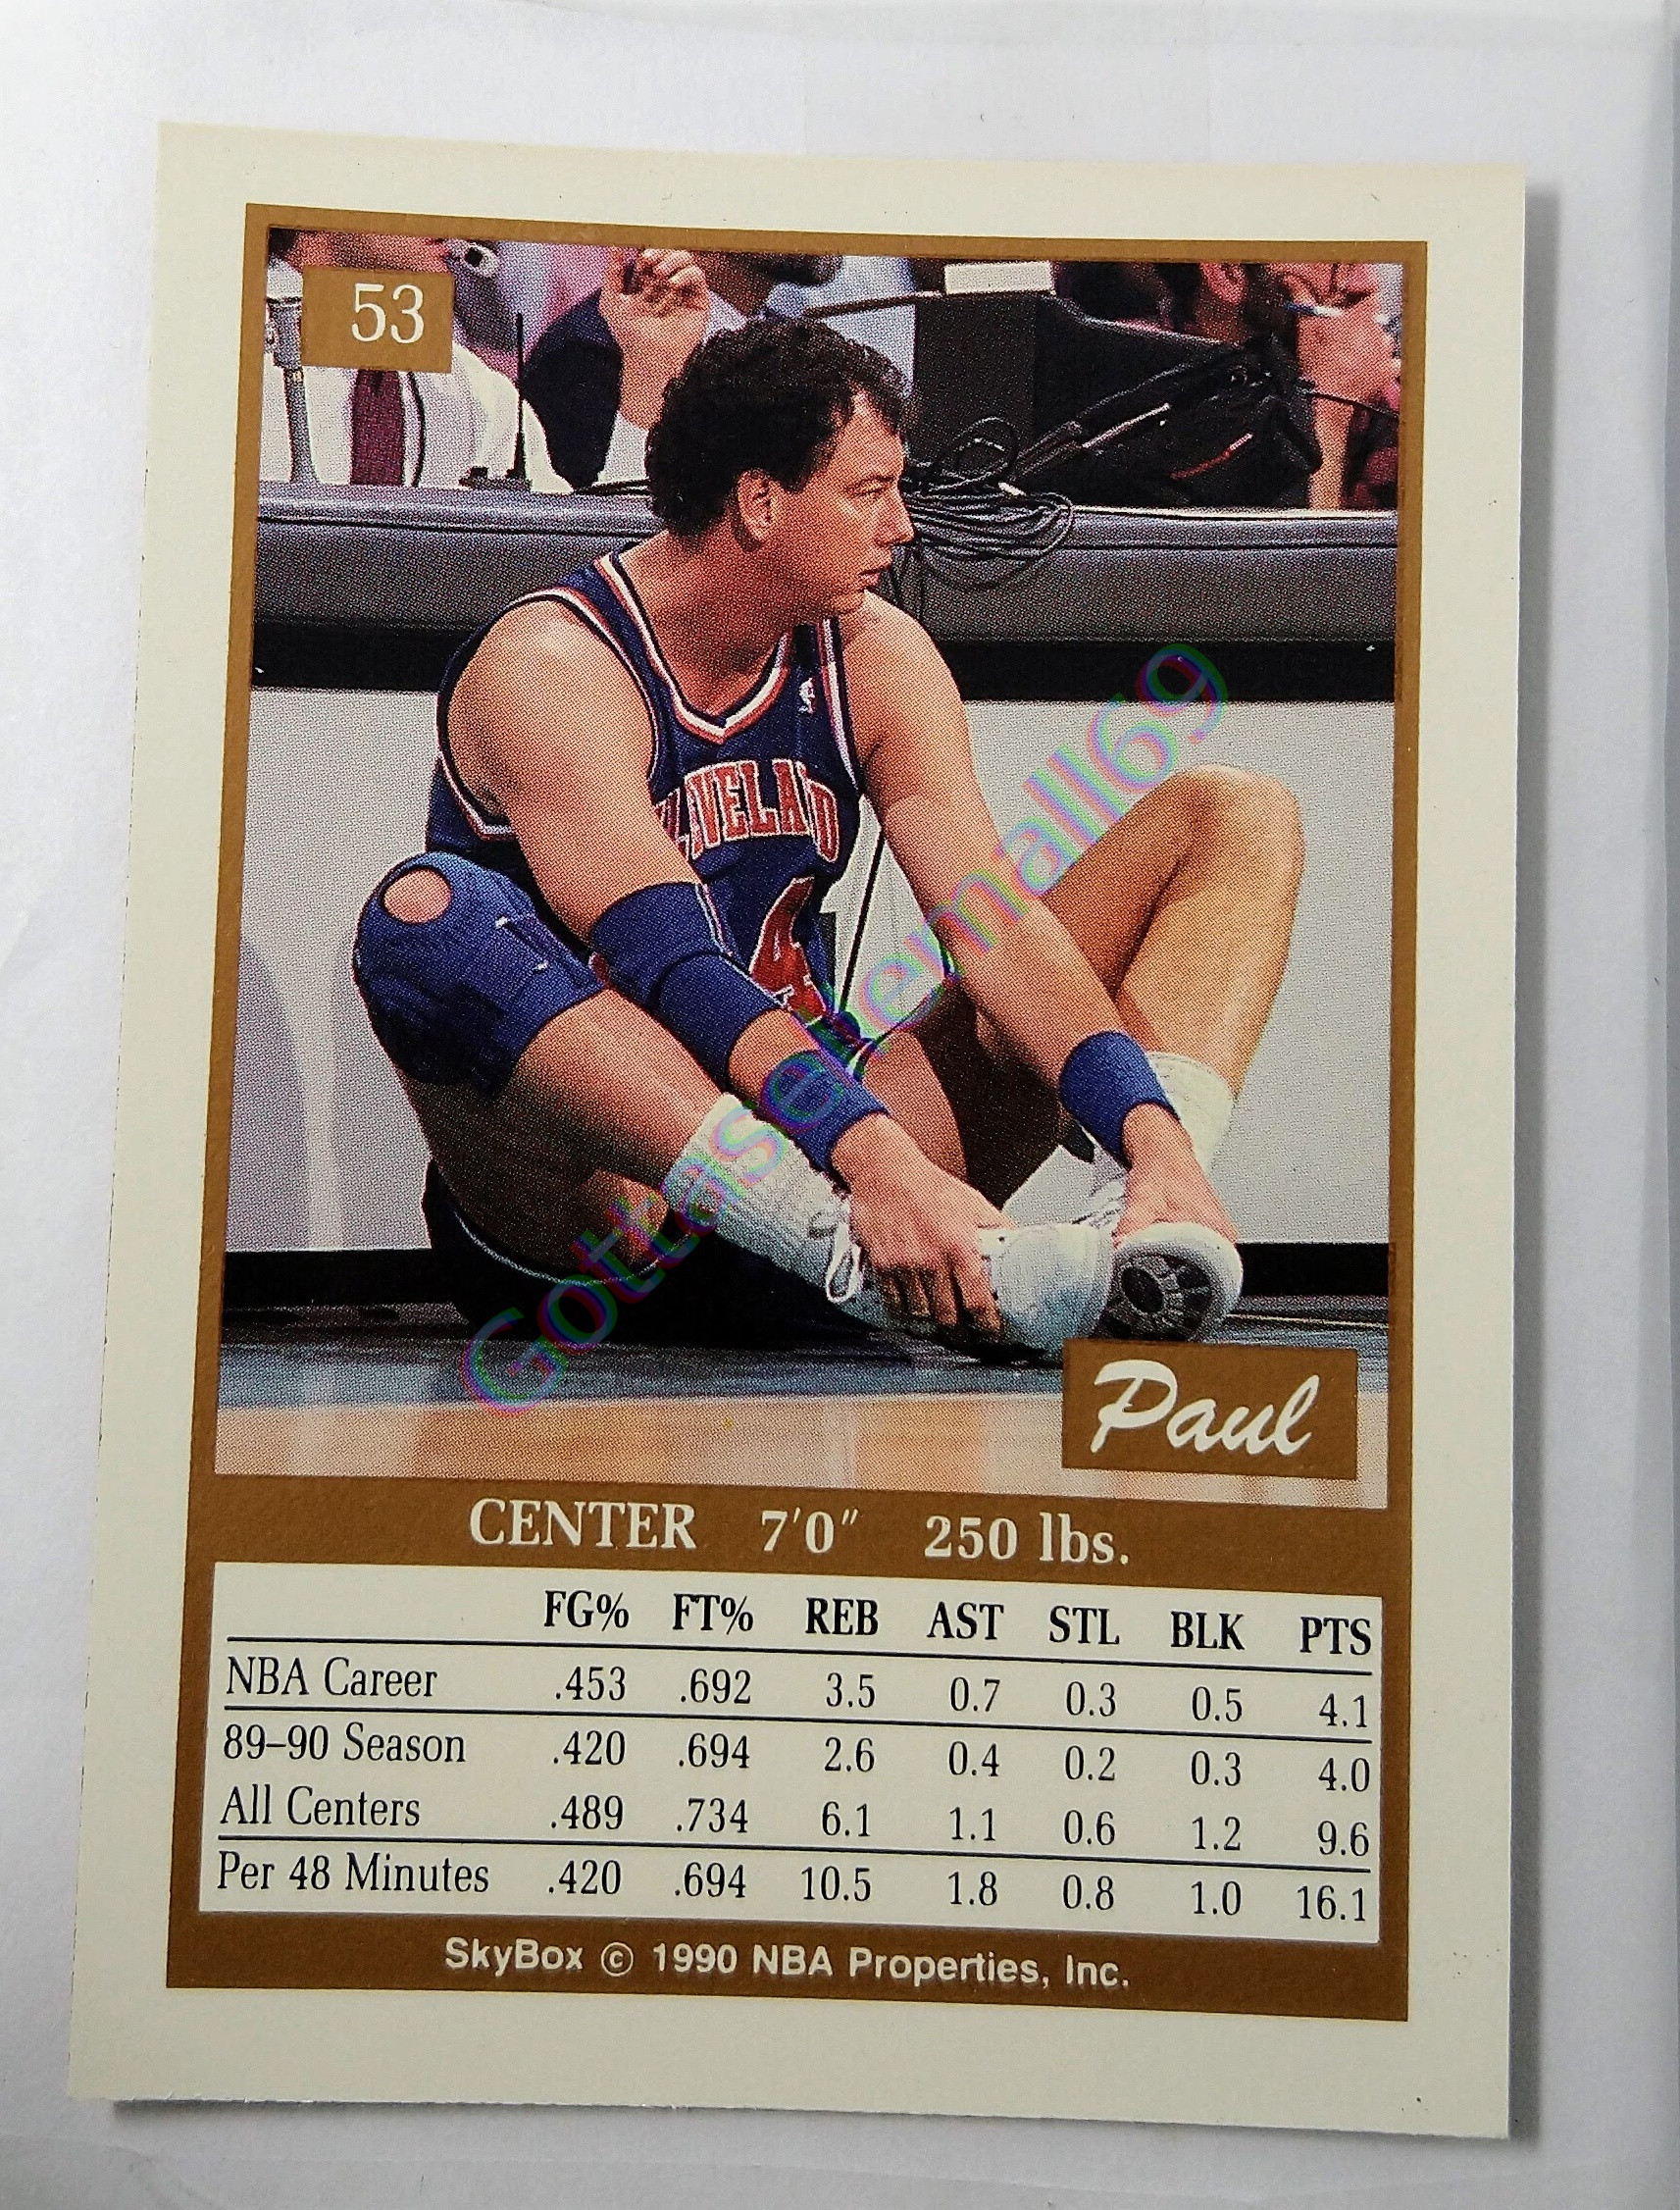 53
CLEVELAND
4
Gottasellemall69
Paul
CENTER 7'0" 250 lbs.
FG% FT% REB AST STL BLK PTS
NBA Career .453 .692 3.5 0.7 0.3 0.5 4.1
89–90 Season .420 .694 2.6 0.4 0.2 0.3 4.0
All Centers .489 .734 6.1 1.1 0.6 1.2 9.6
Per 48 Minutes .420 .694 10.5 1.8 0.8 1.0 16.1
SkyBox © 1990 NBA Properties, Inc.